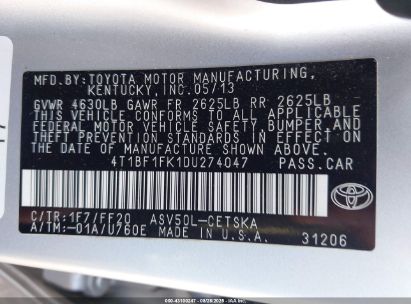 MFD.BY:TOYOTA MOTOR MANUFACTURING,
KENTUCKY,INC.05/13
GVWR 4630LB GAWR FR 2625LB RR 2625LB
THIS VEHICLE CONFORMS TO ALL APPLICABLE
FEDERAL MOTOR VEHICLE SAFETY, BUMPER, AND
THEFT PREVENTION STANDARDS IN EFFECT ON
THE DATE OF MANUFACTURE SHOWN ABOVE.
4T1BF1FK1DU274047 PASS.CAR
TOYOTA
C/TR:1F7/FF20 ASV50L-CETSKA
A/TM:-01A/U760E MADE IN U.S.A. 31206